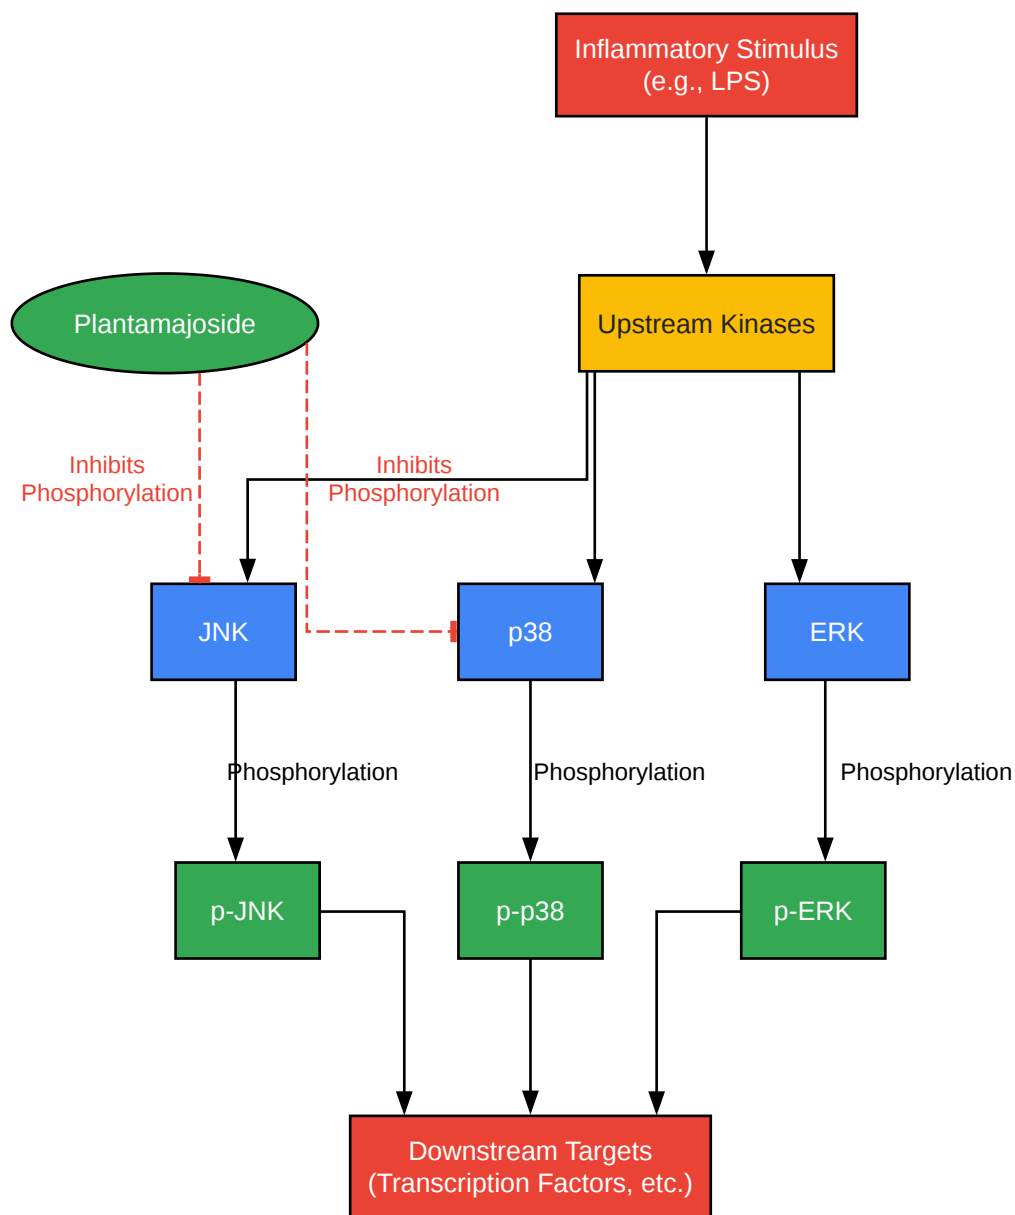 Inflammatory Stimulus
(e.g., LPS)
Plantamajoside
Upstream Kinases
Inhibits
Phosphorylation
Inhibits
Phosphorylation
JNK
p38
ERK
Phosphorylation
Phosphorylation
Phosphorylation
p-JNK
p-p38
p-ERK
Downstream Targets
(Transcription Factors, etc.)